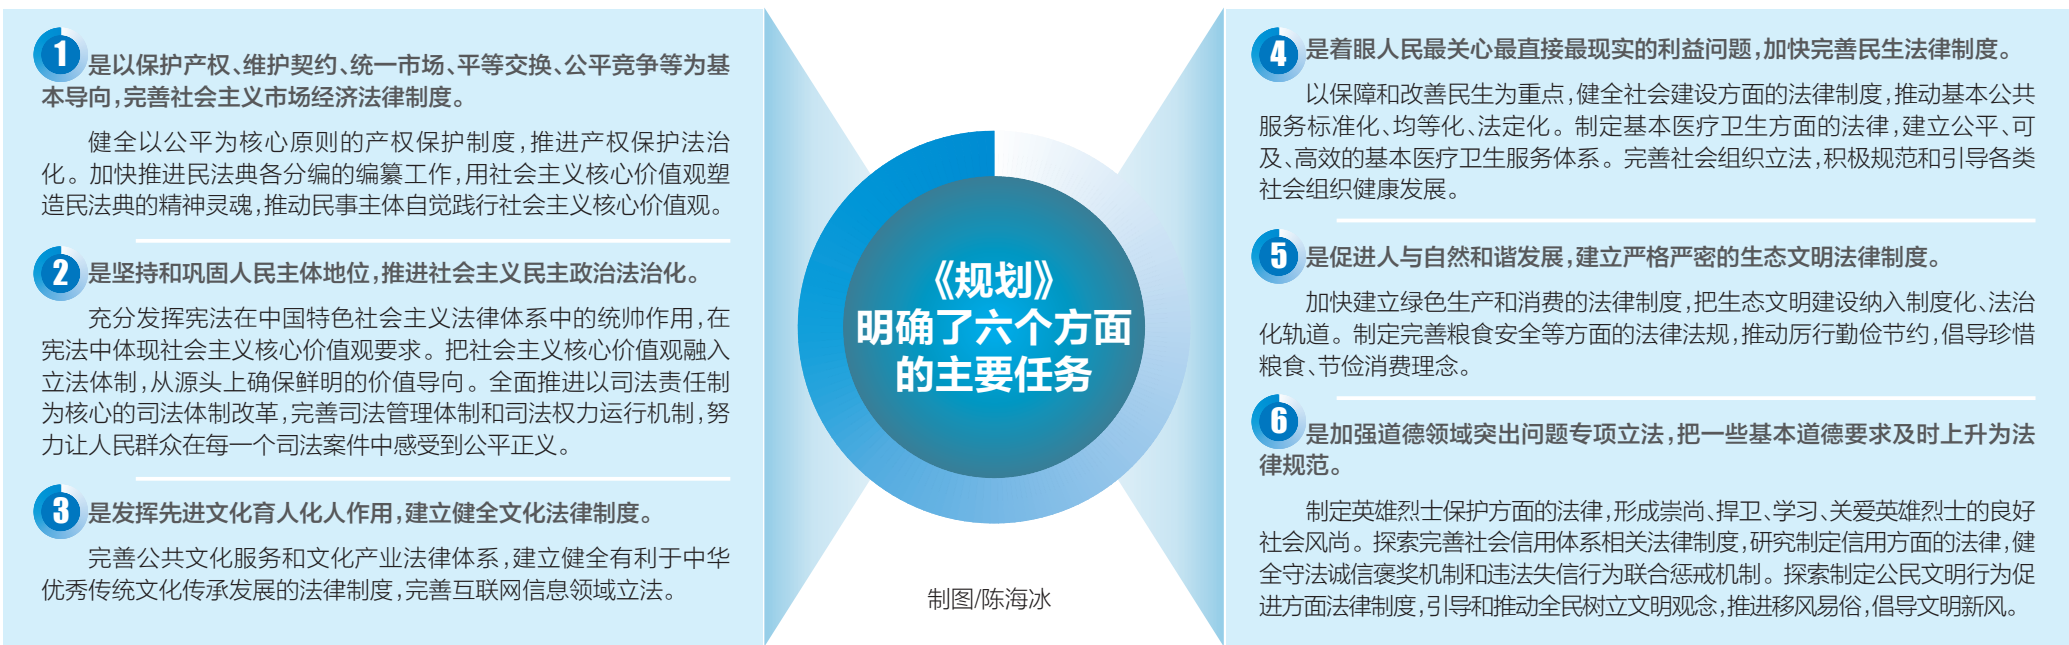 1 是以保护产权、维护契约、统一市场、平等交换、公平竞争等为基
本导向,完善社会主义市场经济法律制度。
健全以公平为核心原则的产权保护制度,推进产权保护法治
化。加快推进民法典各分编的编纂工作,用社会主义核心价值观塑
造民法典的精神灵魂,推动民事主体自觉践行社会主义核心价值观。
2 是坚持和巩固人民主体地位,推进社会主义民主政治法治化。
充分发挥宪法在中国特色社会主义法律体系中的统帅作用,在
宪法中体现社会主义核心价值观要求。把社会主义核心价值观融入
立法体制,从源头上确保鲜明的价值导向。全面推进以司法责任制
为核心的司法体制改革,完善司法管理体制和司法权力运行机制,努
力让人民群众在每一个司法案件中感受到公平正义。
3 是发挥先进文化育人化人作用,建立健全文化法律制度。
完善公共文化服务和文化产业法律体系,建立健全有利于中华
优秀传统文化传承发展的法律制度,完善互联网信息领域立法。
《规划》
明确了六个方面
的主要任务
制图/陈海冰
4 是着眼人民最关心最直接最现实的利益问题,加快完善民生法律制度。
以保障和改善民生为重点,健全社会建设方面的法律制度,推动基本公共
服务标准化、均等化、法定化。制定基本医疗卫生方面的法律,建立公平、可
及、高效的基本医疗卫生服务体系。完善社会组织立法,积极规范和引导各类
社会组织健康发展。
5 是促进人与自然和谐发展,建立严格严密的生态文明法律制度。
加快建立绿色生产和消费的法律制度,把生态文明建设纳入制度化、法治
化轨道。制定完善粮食安全等方面的法律法规,推动厉行勤俭节约,倡导珍惜
粮食、节俭消费理念。
6 是加强道德领域突出问题专项立法,把一些基本道德要求及时上升为法
律规范。
制定英雄烈士保护方面的法律,形成崇尚、捍卫、学习、关爱英雄烈士的良好
社会风尚。探索完善社会信用体系相关法律制度,研究制定信用方面的法律,健
全守法诚信褒奖机制和违法失信行为联合惩戒机制。探索制定公民文明行为促
进方面法律制度,引导和推动全民树立文明观念,推进移风易俗,倡导文明新风。